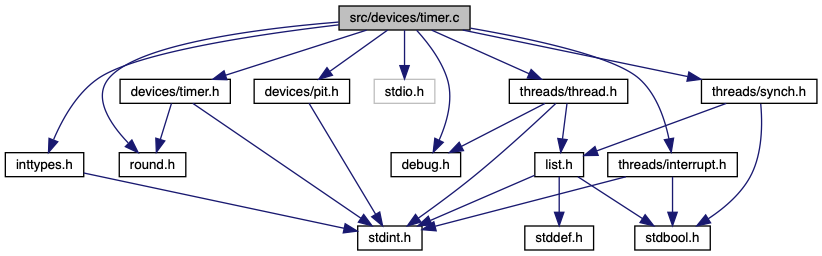 src/devices/timer.c
devices/timer.h
devices/pit.h
stdio.h
threads/thread.h
threads/synch.h
inttypes.h
round.h
debug.h
list.h
threads/interrupt.h
stdint.h
stddef.h
stdbool.h